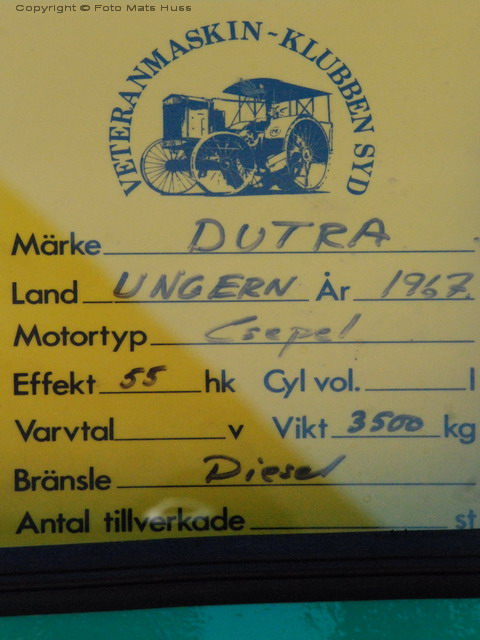 Copyright © Foto Mats Huss
VETERANMASKIN-KLUBBEN SYD
Märke DUTRA
Land UNGERN År 1967
Motortyp Csepel
Effekt 55 hk Cyl vol. l
Varvtal v Vikt 3500 kg
Bränsle Diesel
Antal tillverkade st